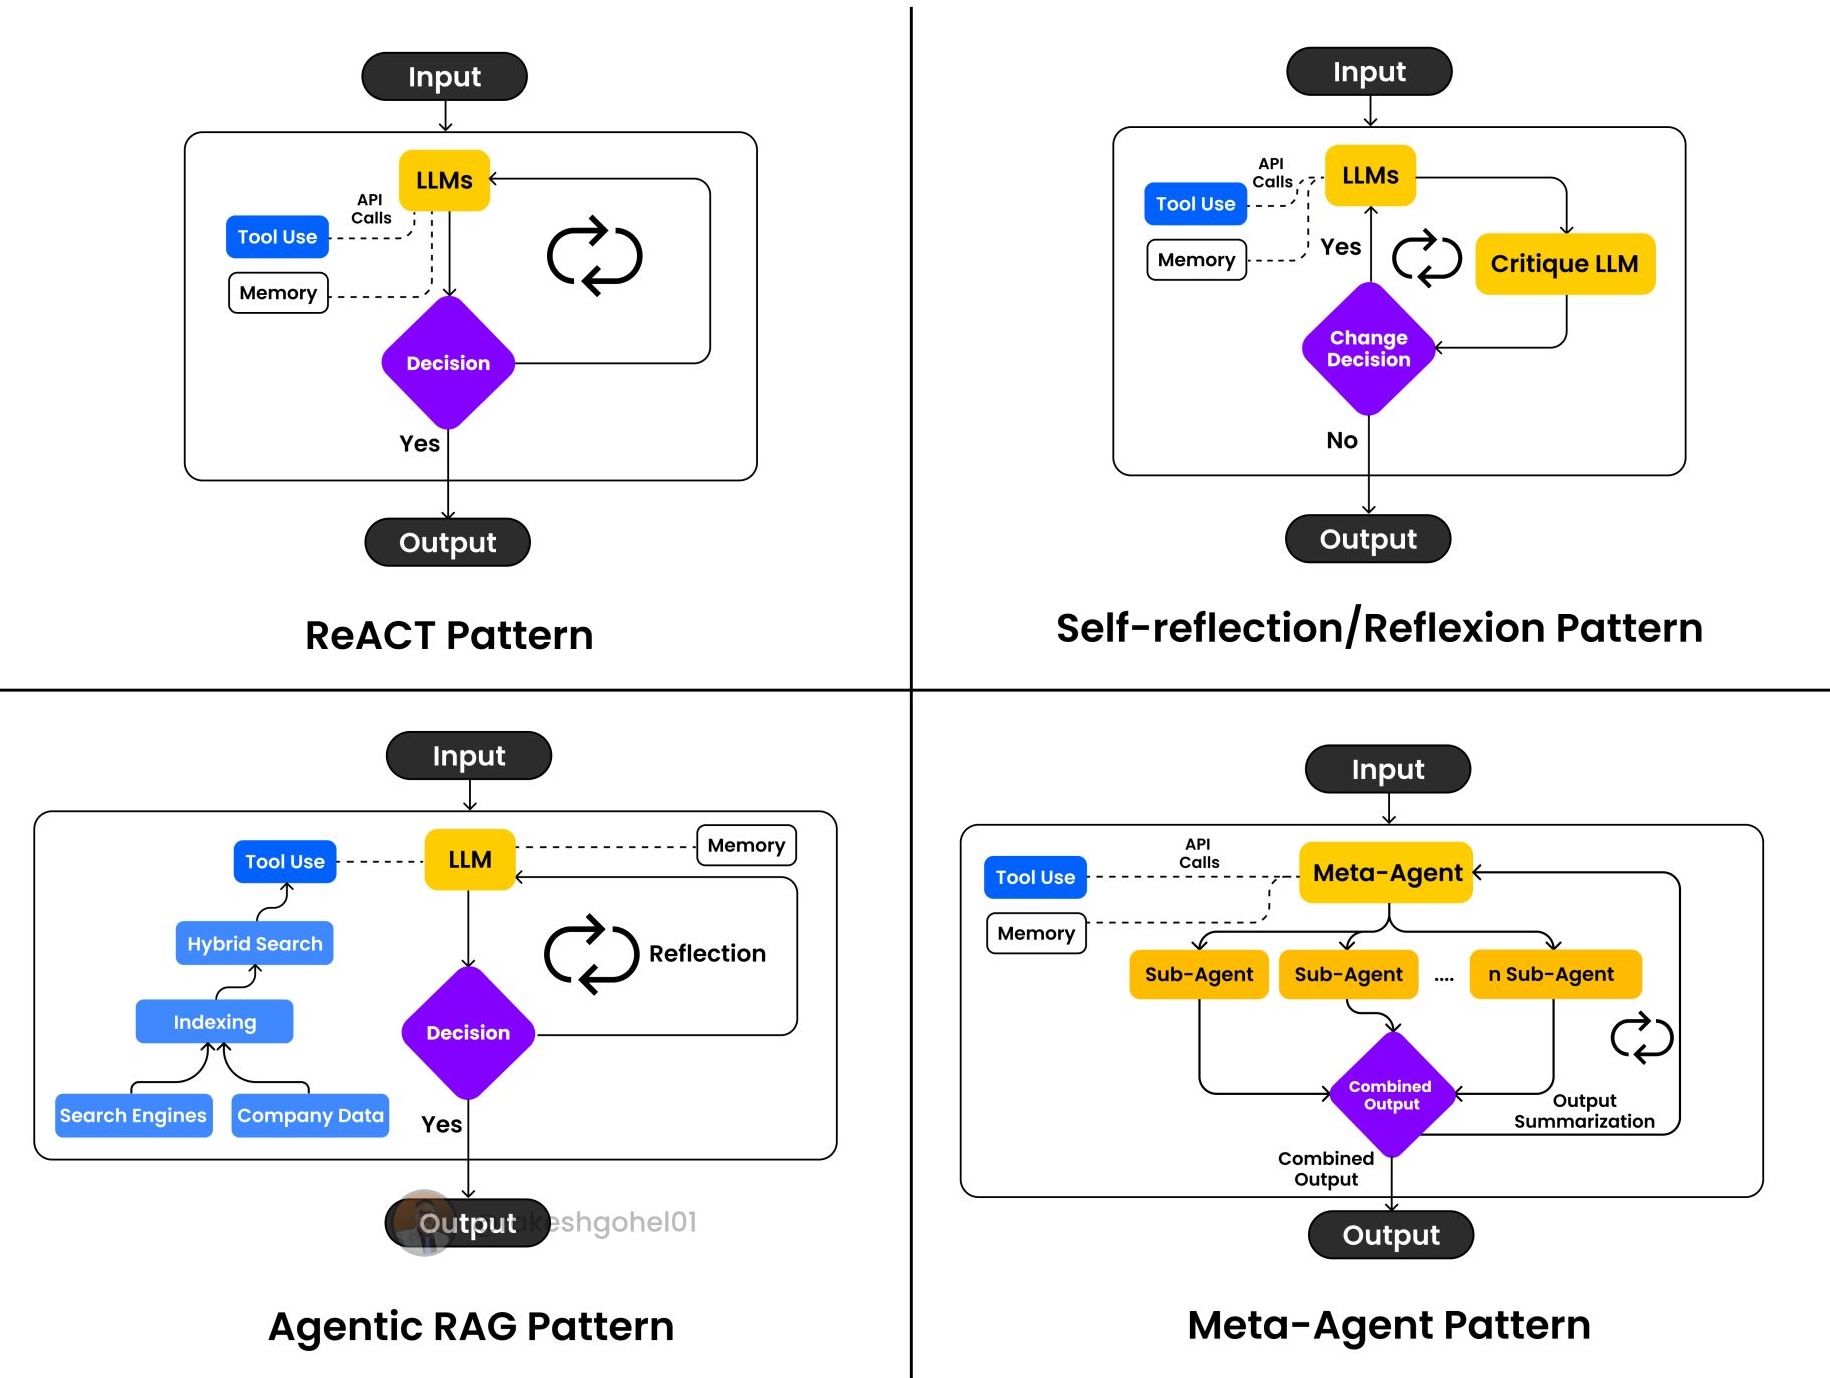 Input
LLMs
API
Calls
Tool Use
Memory
Decision
Yes
Output
ReACT Pattern
Input
LLMs
API
Calls
Tool Use
Memory
Yes
Critique LLM
Change
Decision
No
Output
Self-reflection/Reflexion Pattern
Input
LLM
Memory
Tool Use
Hybrid Search
Reflection
Indexing
Decision
Search Engines
Company Data
Yes
Output
keshgohel01
Agentic RAG Pattern
Input
API
Calls
Meta-Agent
Tool Use
Memory
Sub-Agent
Sub-Agent
....
n Sub-Agent
Combined
Output
Output
Summarization
Combined
Output
Output
Meta-Agent Pattern